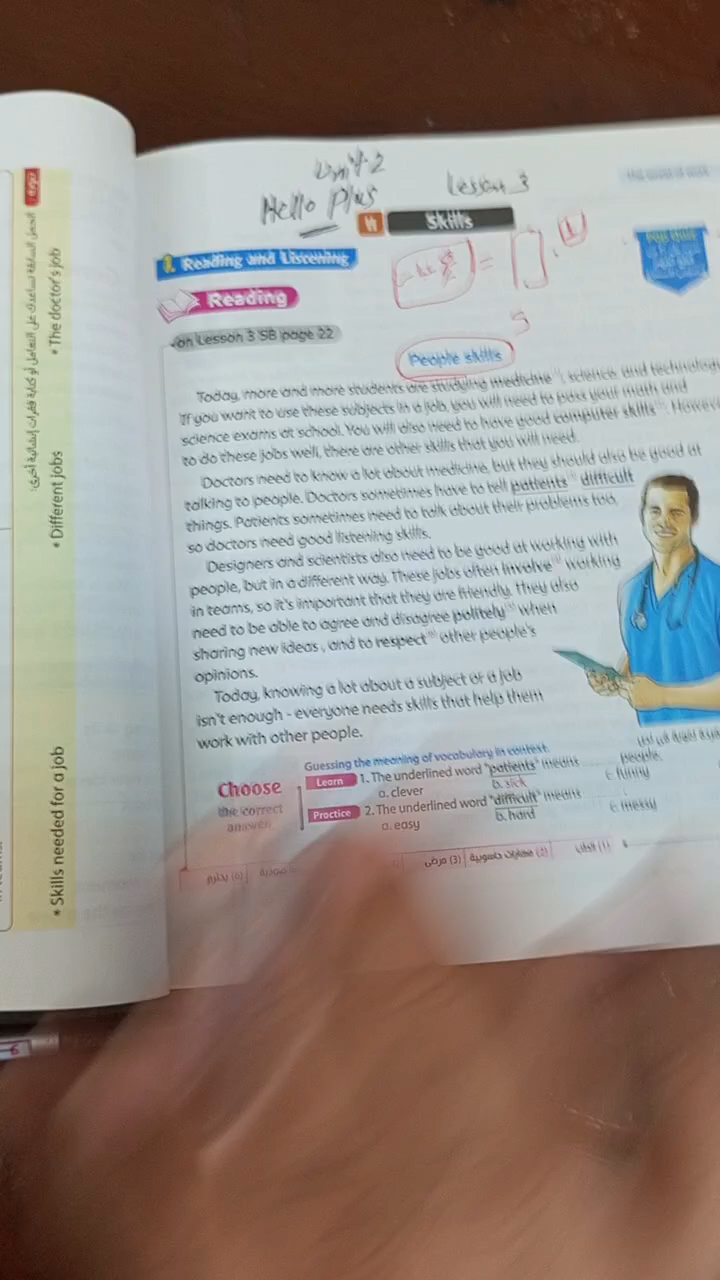 Unit 2
Hello Plus
Lesson 3
Skills
Reading and Listening
Reading
on Lesson 3 SB page 22
People skills
Today, more and more students are studying medicine, science and technology
If you want to use these subjects in a job, you will need to pass your math and
science exams at school. You will also need to have good computer skills
to do these jobs well, there are other skills that you will need.
Doctors need to know a lot about medicine, but they should also be good at
talking to people. Doctors sometimes have to tell patients difficult
things. Patients sometimes need to talk about their problems too,
so doctors need good listening skills.
Designers and scientists also need to be good at working with
people, but in a different way. These jobs often involve working
in teams, so it's important that they are friendly. They also
need to be able to agree and disagree politely when
sharing new ideas, and to respect other people's
opinions.
Today, knowing a lot about a subject or a job
isn't enough - everyone needs skills that help them
work with other people.
Choose
the correct
answer
Guessing the meaning of vocabulary in context.
Learn 1. The underlined word "patients" means people.
a. clever b. sick c. funny
Practice 2. The underlined word "difficult" means
a. easy b. hard c. messy
(2) مهارات حاسوبية (3) مرضى
• Skills needed for a job
• Different jobs
• The doctor's job